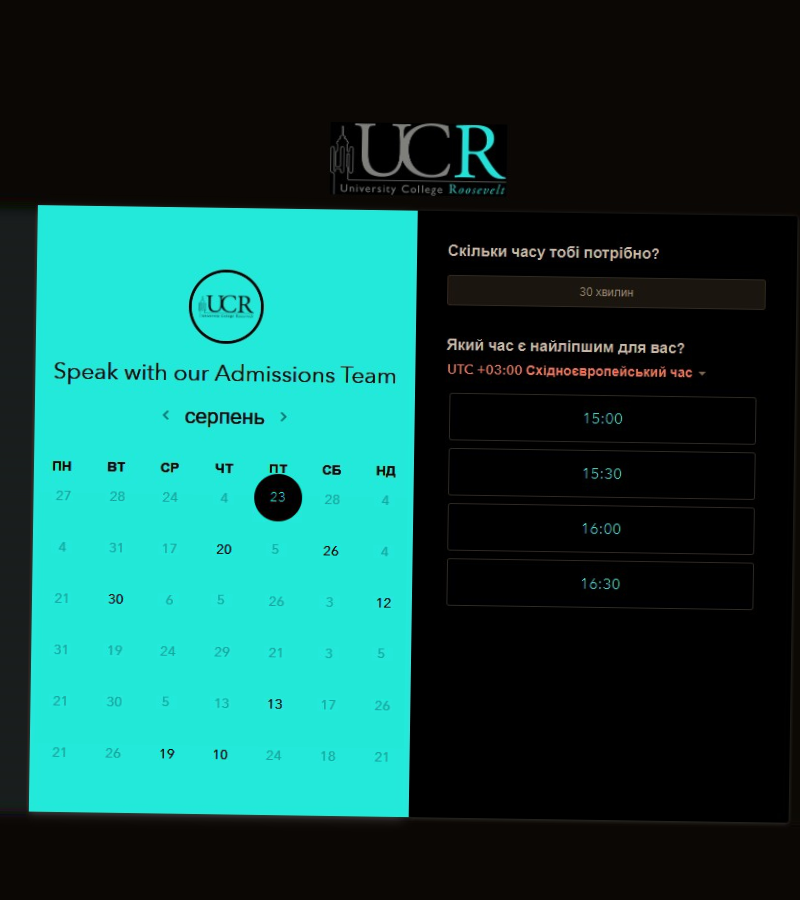 UCR
University College Roosevelt
UCR
Speak with our Admissions Team
серпень
ПН ВТ СР ЧТ ПТ СБ НД
27 28 24 4 23 28 4
4 31 17 20 5 26 4
21 30 6 5 26 3 12
31 19 24 29 21 3 5
21 30 5 13 13 17 26
21 26 19 10 24 18 21
Скільки часу тобі потрібно?
30 хвилин
Який час є найліпшим для вас?
UTC +03:00 Східноєвропейський час
15:00
15:30
16:00
16:30